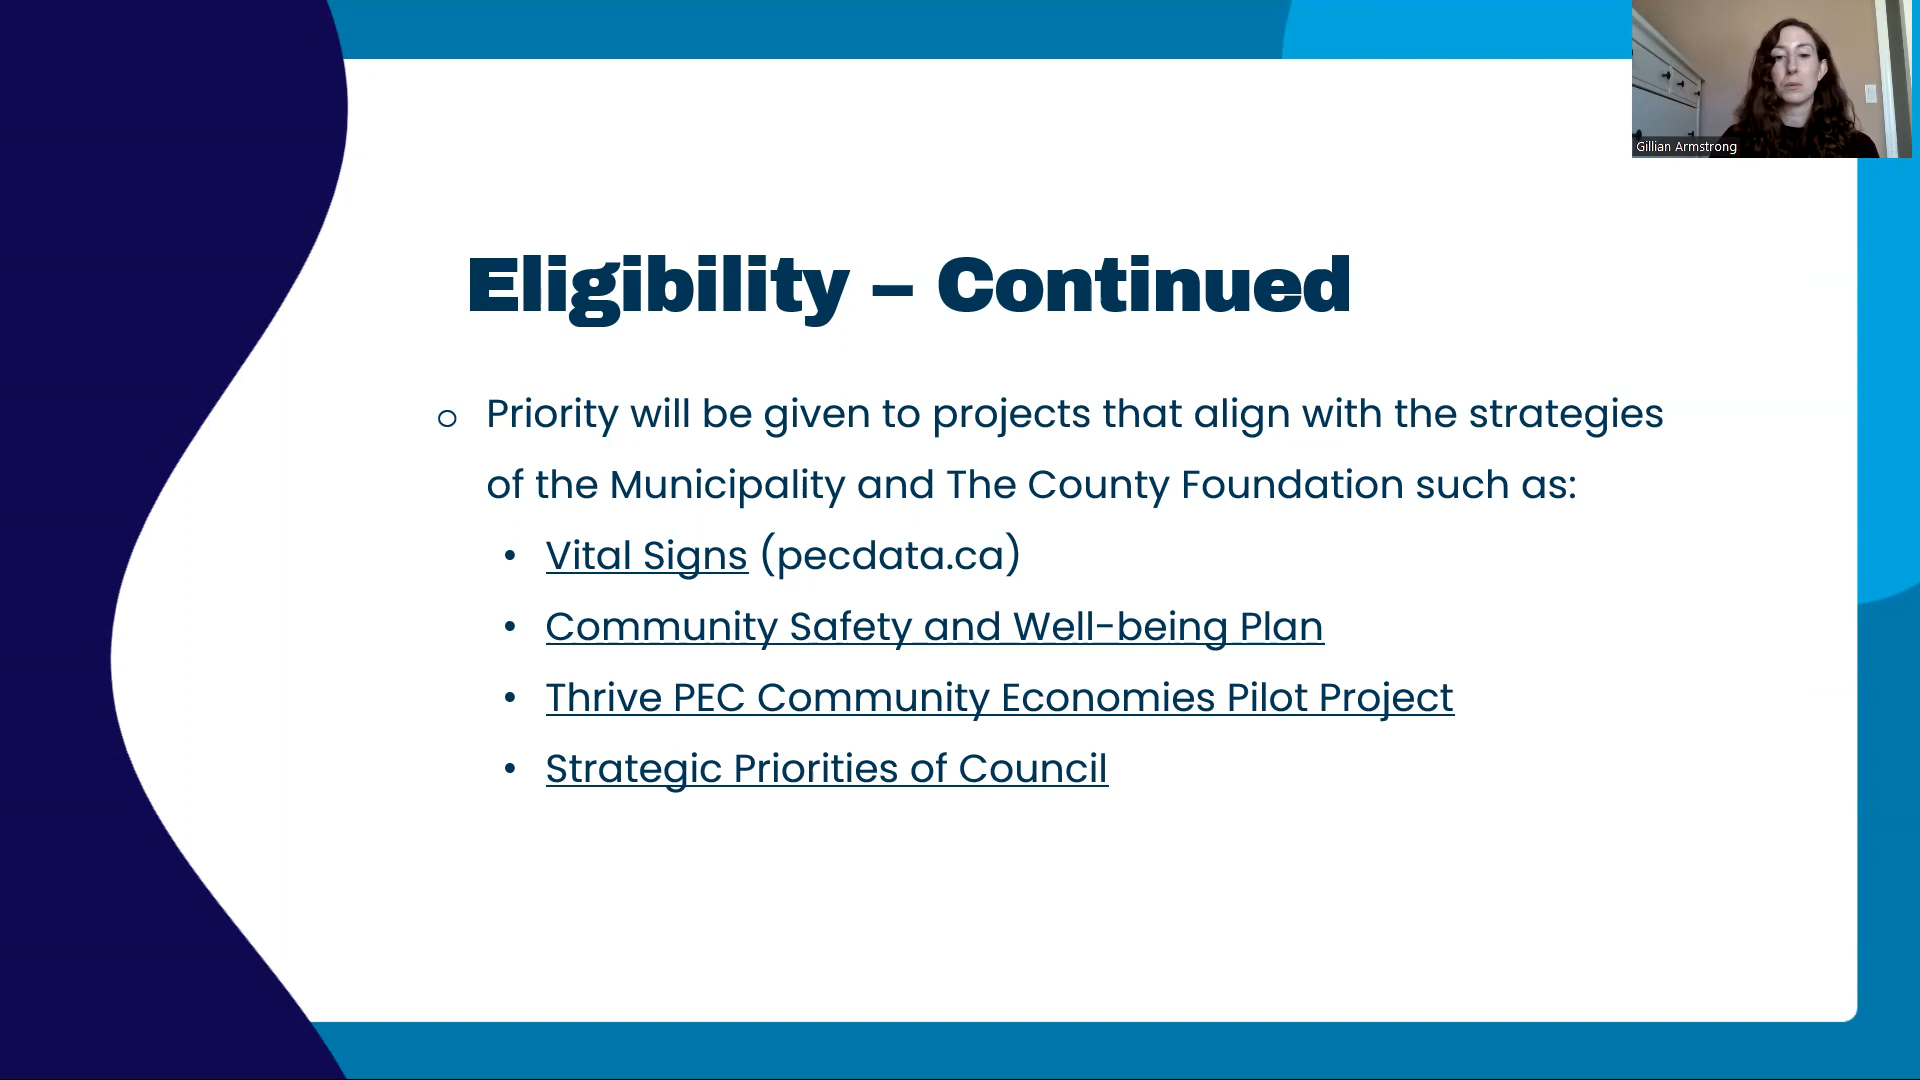 Gillian Armstrong
Eligibility – Continued
o Priority will be given to projects that align with the strategies
of the Municipality and The County Foundation such as:
• Vital Signs (pecdata.ca)
• Community Safety and Well-being Plan
• Thrive PEC Community Economies Pilot Project
• Strategic Priorities of Council